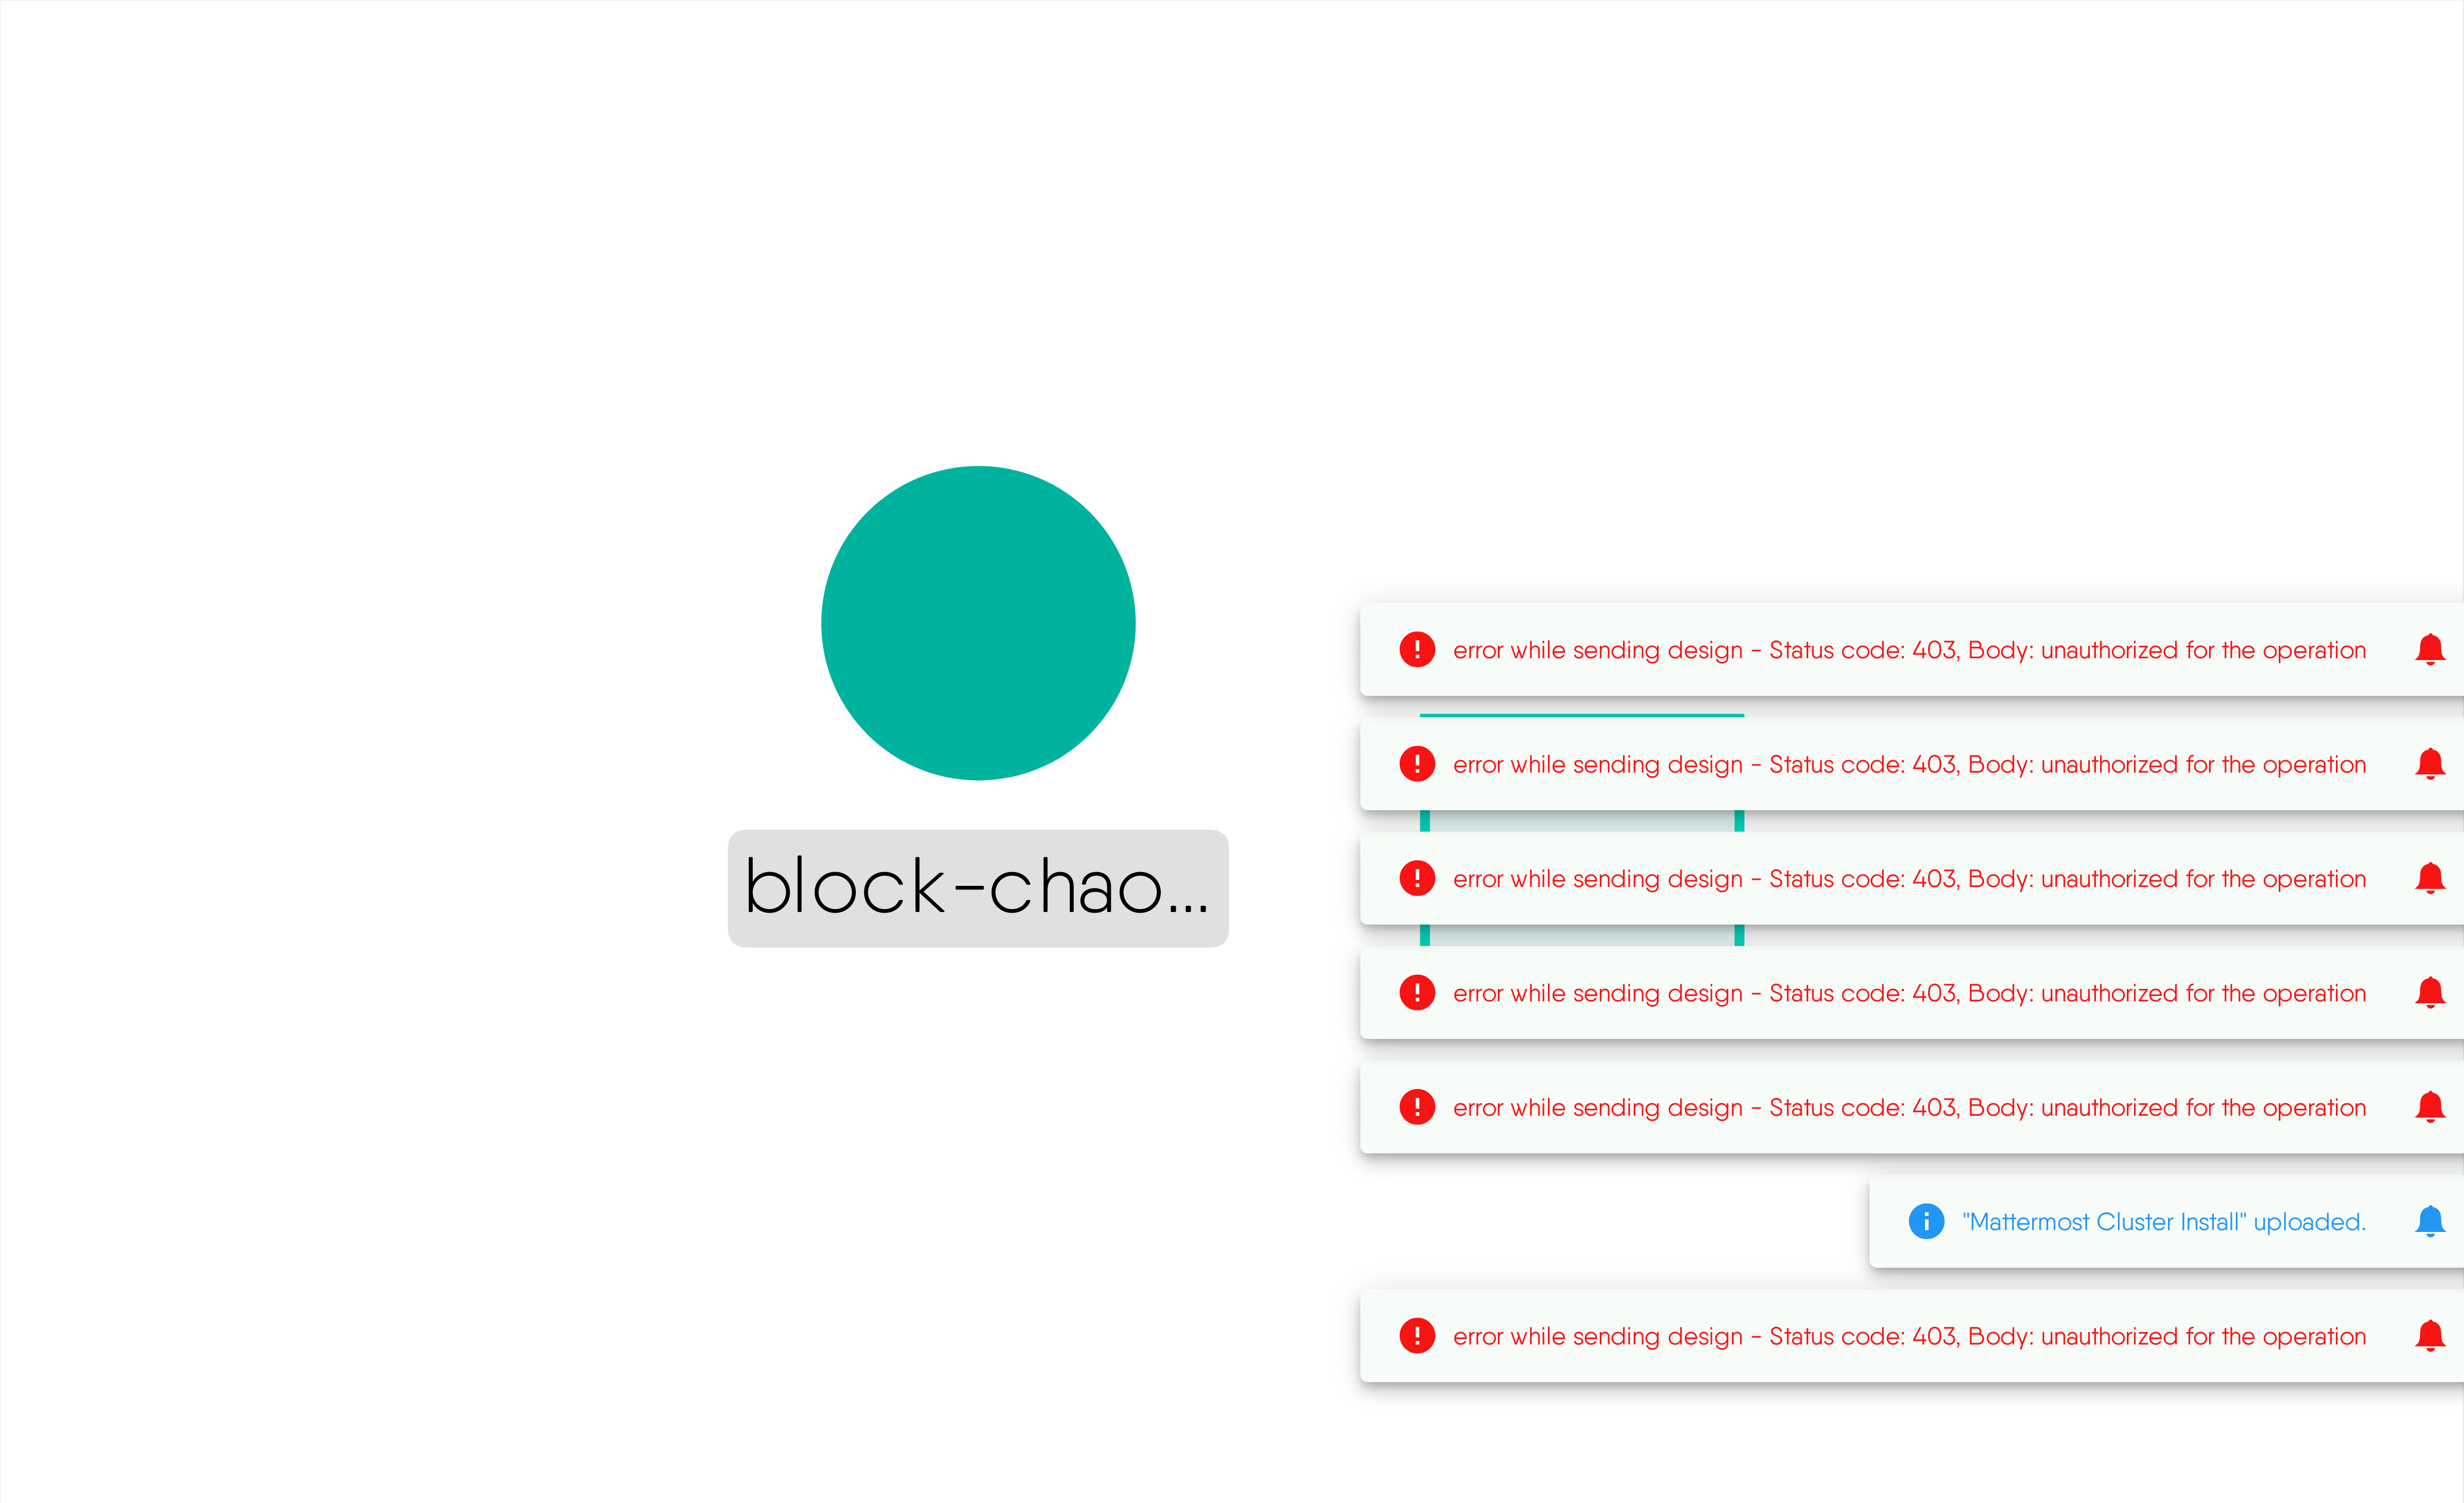 block-chao...
error while sending design - Status code: 403, Body: unauthorized for the operation
error while sending design - Status code: 403, Body: unauthorized for the operation
error while sending design - Status code: 403, Body: unauthorized for the operation
error while sending design - Status code: 403, Body: unauthorized for the operation
error while sending design - Status code: 403, Body: unauthorized for the operation
"Mattermost Cluster Install" uploaded.
error while sending design - Status code: 403, Body: unauthorized for the operation